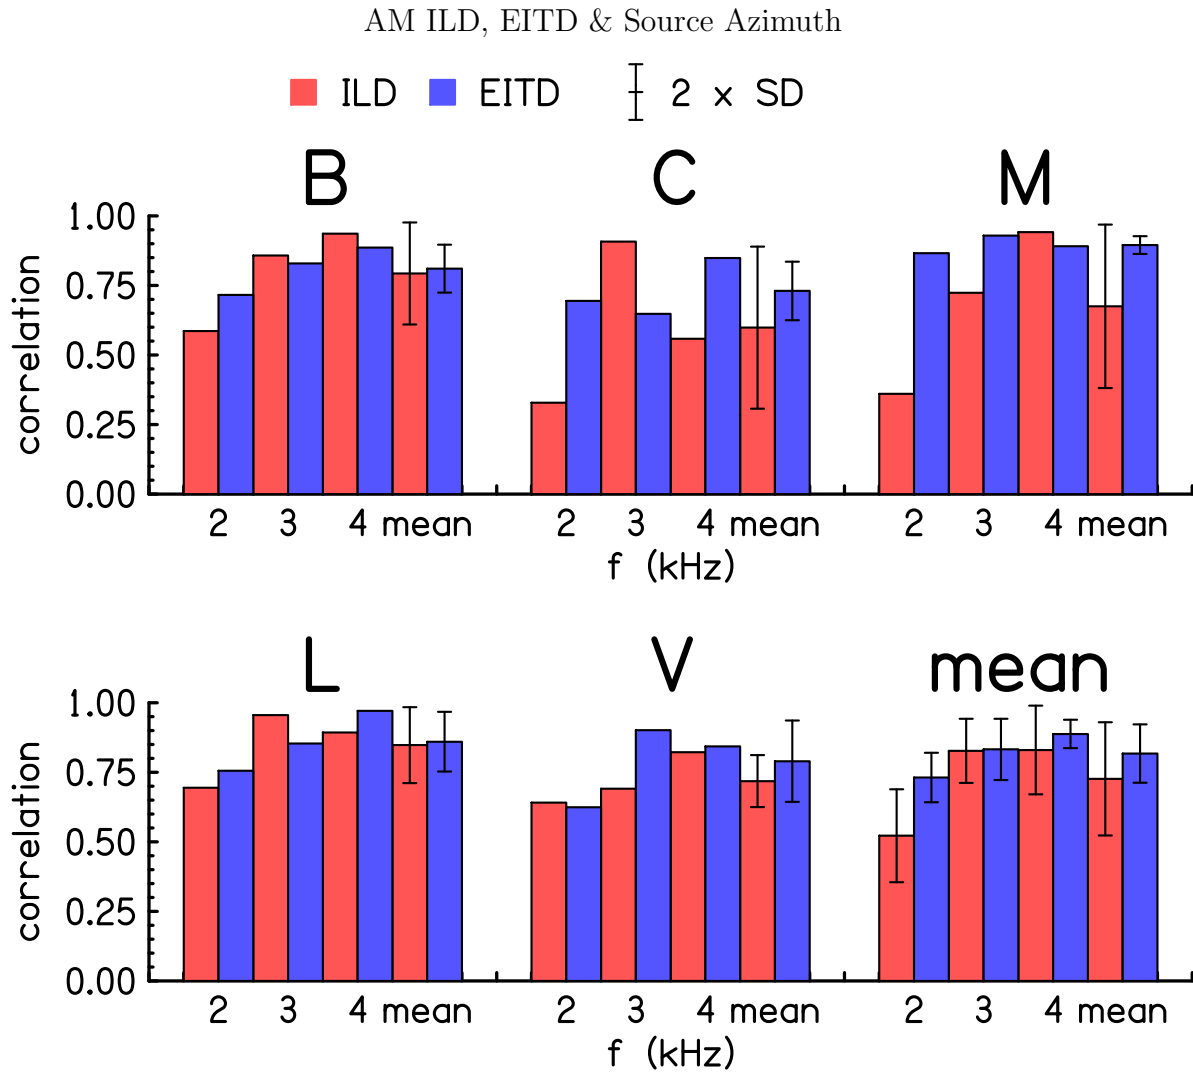 AM ILD, EITD & Source Azimuth
ILD EITD 2 x SD
B C M
1.00
0.75
0.50
0.25
0.00
correlation
2 3 4 mean 2 3 4 mean 2 3 4 mean
f (kHz)
L V mean
1.00
0.75
0.50
0.25
0.00
correlation
2 3 4 mean 2 3 4 mean 2 3 4 mean
f (kHz)